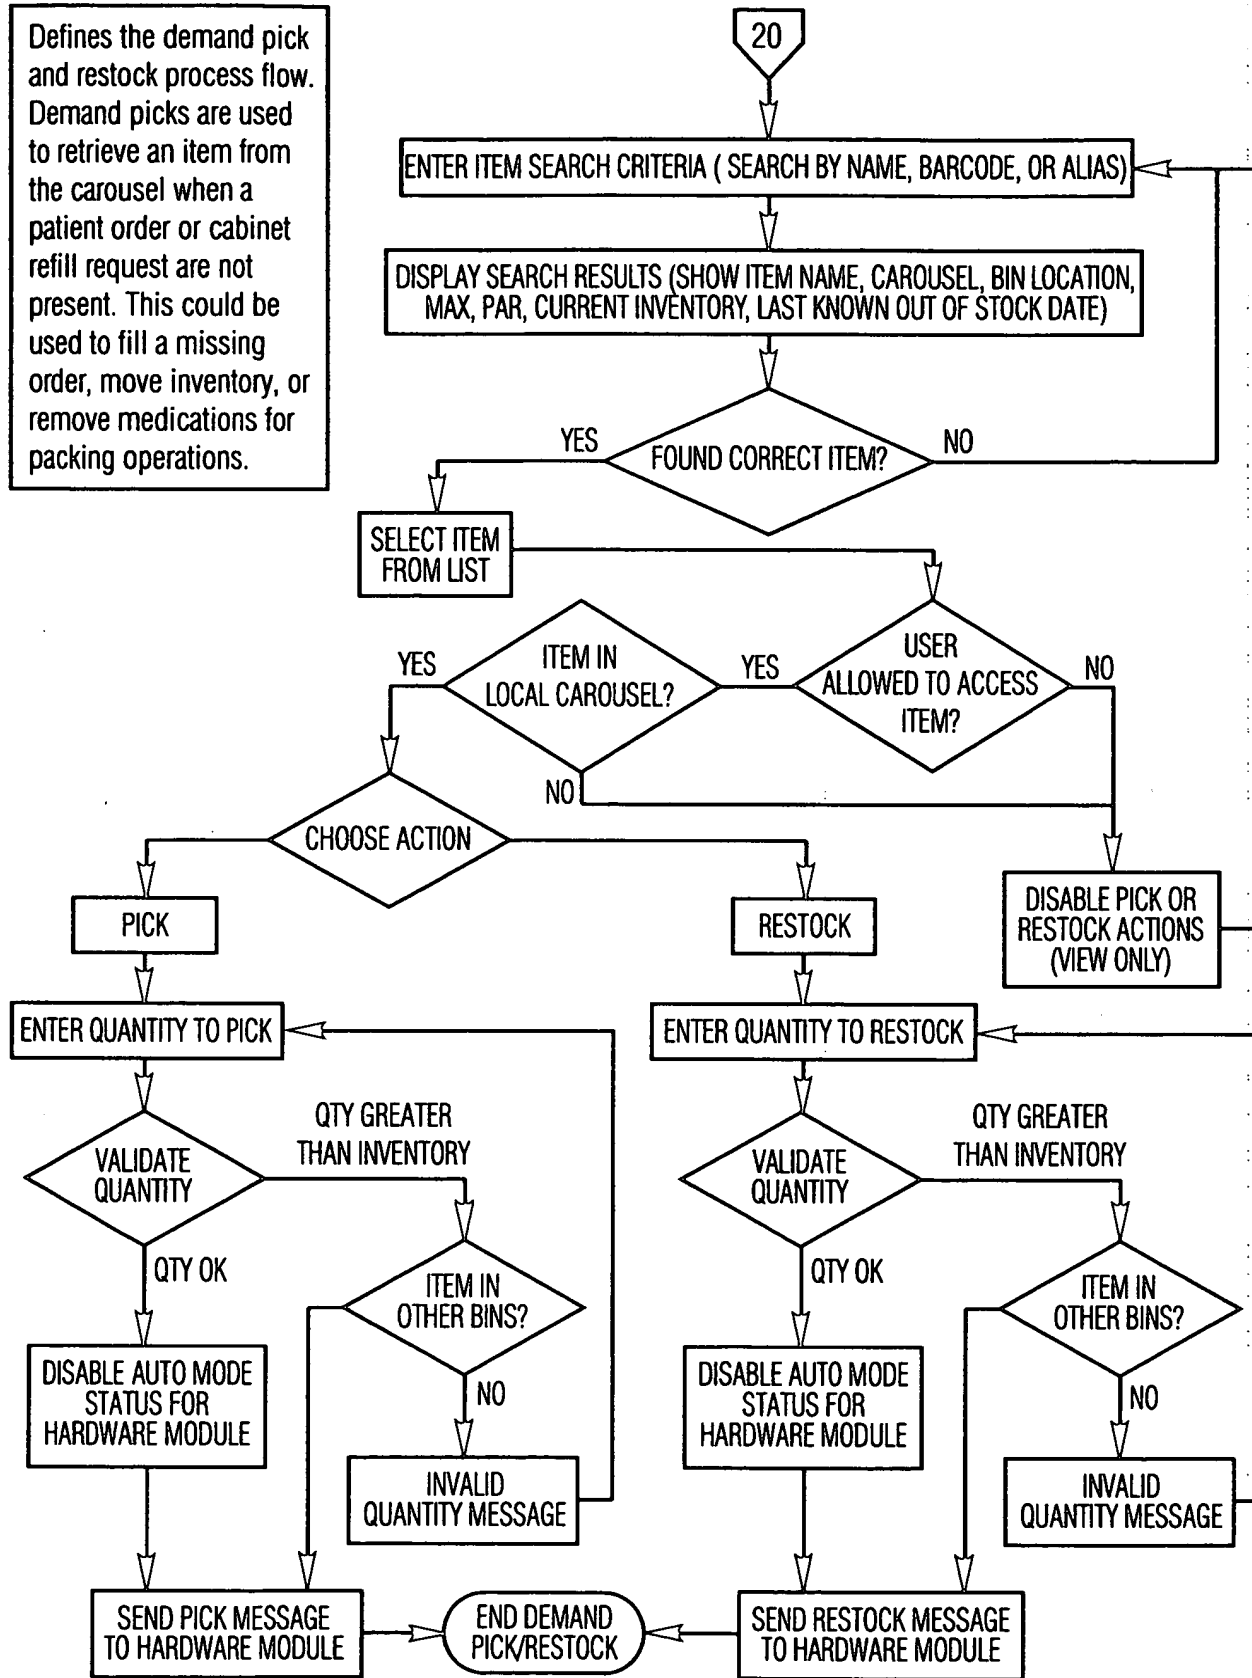 Defines the demand pick
and restock process flow.
Demand picks are used
to retrieve an item from
the carousel when a
patient order or cabinet
refill request are not
present. This could be
used to fill a missing
order, move inventory, or
remove medications for
packing operations.
20
ENTER ITEM SEARCH CRITERIA ( SEARCH BY NAME, BARCODE, OR ALIAS)
DISPLAY SEARCH RESULTS (SHOW ITEM NAME, CAROUSEL, BIN LOCATION,
MAX, PAR, CURRENT INVENTORY, LAST KNOWN OUT OF STOCK DATE)
YES
FOUND CORRECT ITEM?
NO
SELECT ITEM
FROM LIST
YES
ITEM IN
LOCAL CAROUSEL?
YES
USER
ALLOWED TO ACCESS
ITEM?
NO
NO
CHOOSE ACTION
PICK
RESTOCK
DISABLE PICK OR
RESTOCK ACTIONS
(VIEW ONLY)
ENTER QUANTITY TO PICK
ENTER QUANTITY TO RESTOCK
VALIDATE
QUANTITY
QTY GREATER
THAN INVENTORY
VALIDATE
QUANTITY
QTY GREATER
THAN INVENTORY
QTY OK
ITEM IN
OTHER BINS?
QTY OK
ITEM IN
OTHER BINS?
DISABLE AUTO MODE
STATUS FOR
HARDWARE MODULE
NO
DISABLE AUTO MODE
STATUS FOR
HARDWARE MODULE
NO
INVALID
QUANTITY MESSAGE
INVALID
QUANTITY MESSAGE
SEND PICK MESSAGE
TO HARDWARE MODULE
END DEMAND
PICK/RESTOCK
SEND RESTOCK MESSAGE
TO HARDWARE MODULE